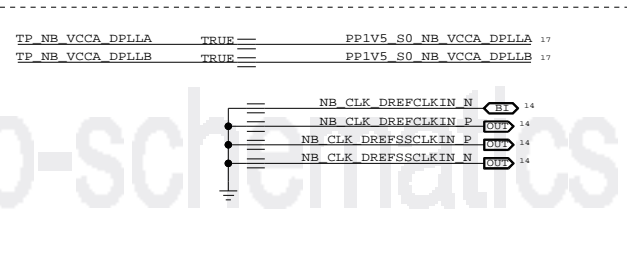 TP_NB_VCCA_DPLLA TRUE PP1V5_S0_NB_VCCA_DPLLA 17
TP_NB_VCCA_DPLLB TRUE PP1V5_S0_NB_VCCA_DPLLB 17
NB_CLK_DREFCLKIN_N BI 14
NB_CLK_DREFCLKIN_P OUT 14
NB_CLK_DREFSSCLKIN_P OUT 14
NB_CLK_DREFSSCLKIN_N OUT 14
o-schematics